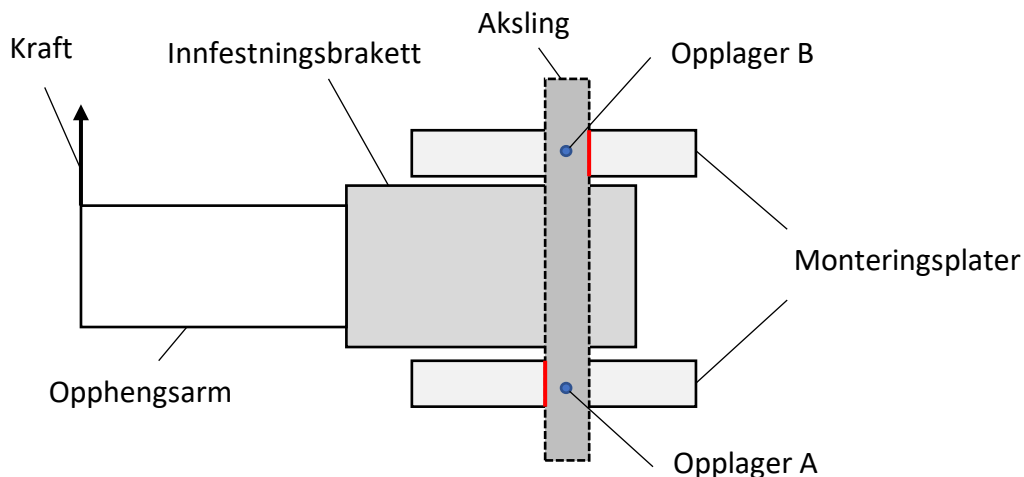 Aksling
Kraft
Innfestningsbrakett
Opplager B
Monteringsplater
Opphengsarm
Opplager A